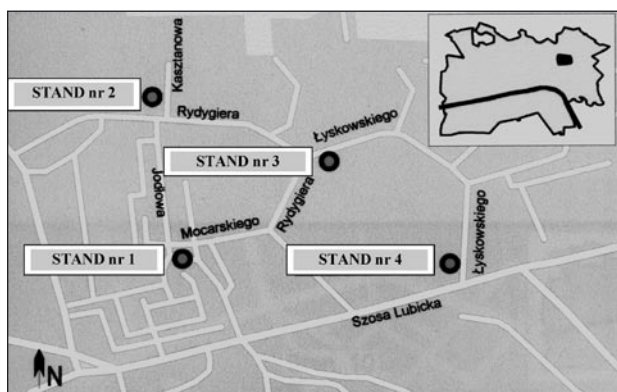 Kasztanowa
STAND nr 2
Rydygiera
Łyskowskiego
STAND nr 3
Jodłowa
Rydygiera
Mocarskiego
Łyskowskiego
STAND nr 1
STAND nr 4
Szosa Lubicka
N